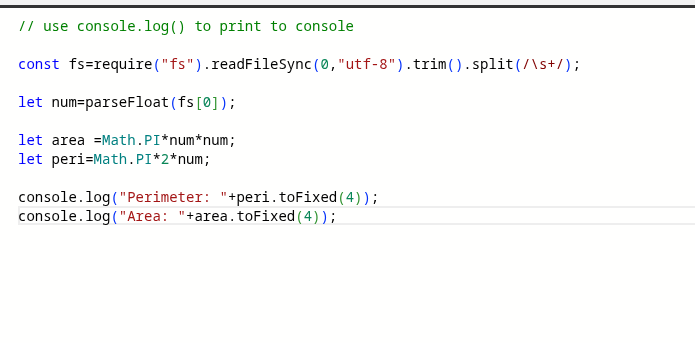 // use console.log() to print to console
const fs=require("fs").readFileSync(0,"utf-8").trim().split(/\s+/);
let num=parseFloat(fs[0]);
let area =Math.PI*num*num;
let peri=Math.PI*2*num;
console.log("Perimeter: "+peri.toFixed(4));
console.log("Area: "+area.toFixed(4));